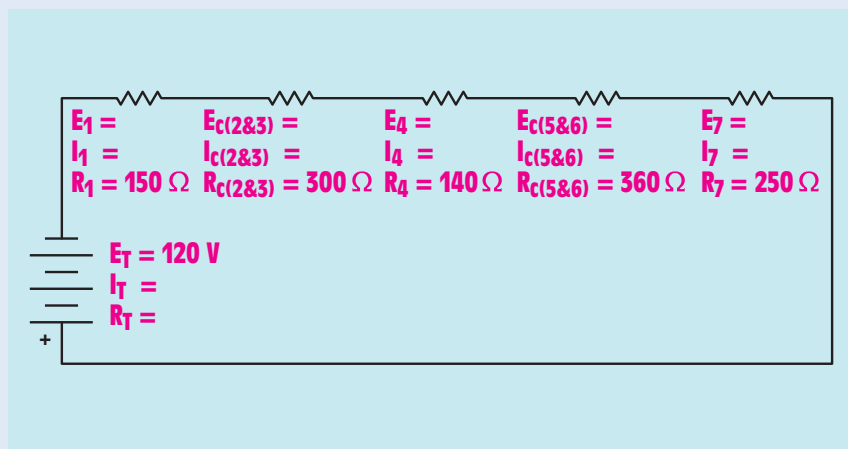 E1 = EC(2&3) = E4 = EC(5&6) = E7 =
I1 = IC(2&3) = I4 = IC(5&6) = I7 =
R1 = 150 Ω RC(2&3) = 300 Ω R4 = 140 Ω RC(5&6) = 360 Ω R7 = 250 Ω
ET = 120 V
IT =
RT =
+